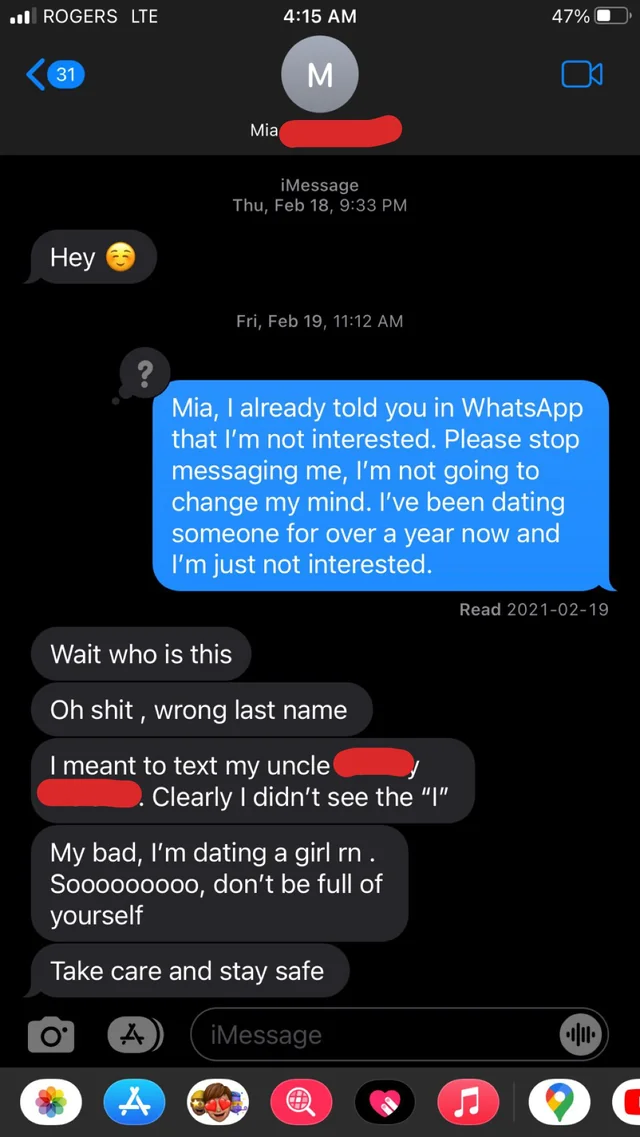 ROGERS LTE 4:15 AM 47%
31
M
Mia
iMessage
Thu, Feb 18, 9:33 PM
Hey ☺️
Fri, Feb 19, 11:12 AM
?
Mia, I already told you in WhatsApp
that I’m not interested. Please stop
messaging me, I’m not going to
change my mind. I’ve been dating
someone for over a year now and
I’m just not interested.
Read 2021-02-19
Wait who is this
Oh shit , wrong last name
I meant to text my uncle y
. Clearly I didn’t see the “I”
My bad, I’m dating a girl rn .
Sooooooooo, don’t be full of
yourself
Take care and stay safe
iMessage